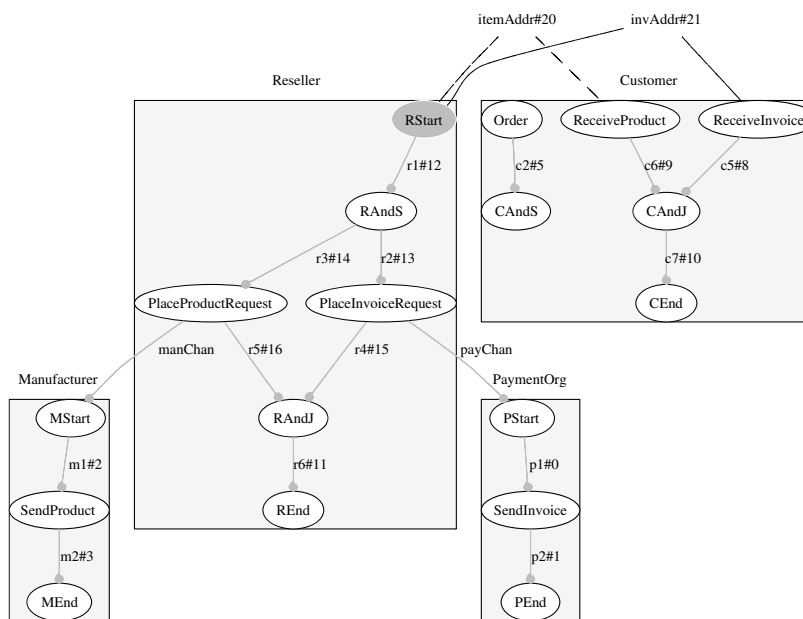 itemAddr#20 invAddr#21
Reseller Customer
RStart Order ReceiveProduct ReceiveInvoice
r1#12 c2#5 c6#9 c5#8
RAndS CAndS CAndJ
r3#14 r2#13 c7#10
PlaceProductRequest PlaceInvoiceRequest CEnd
manChan r5#16 r4#15 payChan
Manufacturer PaymentOrg
MStart RAndJ PStart
m1#2 r6#11 p1#0
SendProduct REnd SendInvoice
m2#3 p2#1
MEnd PEnd